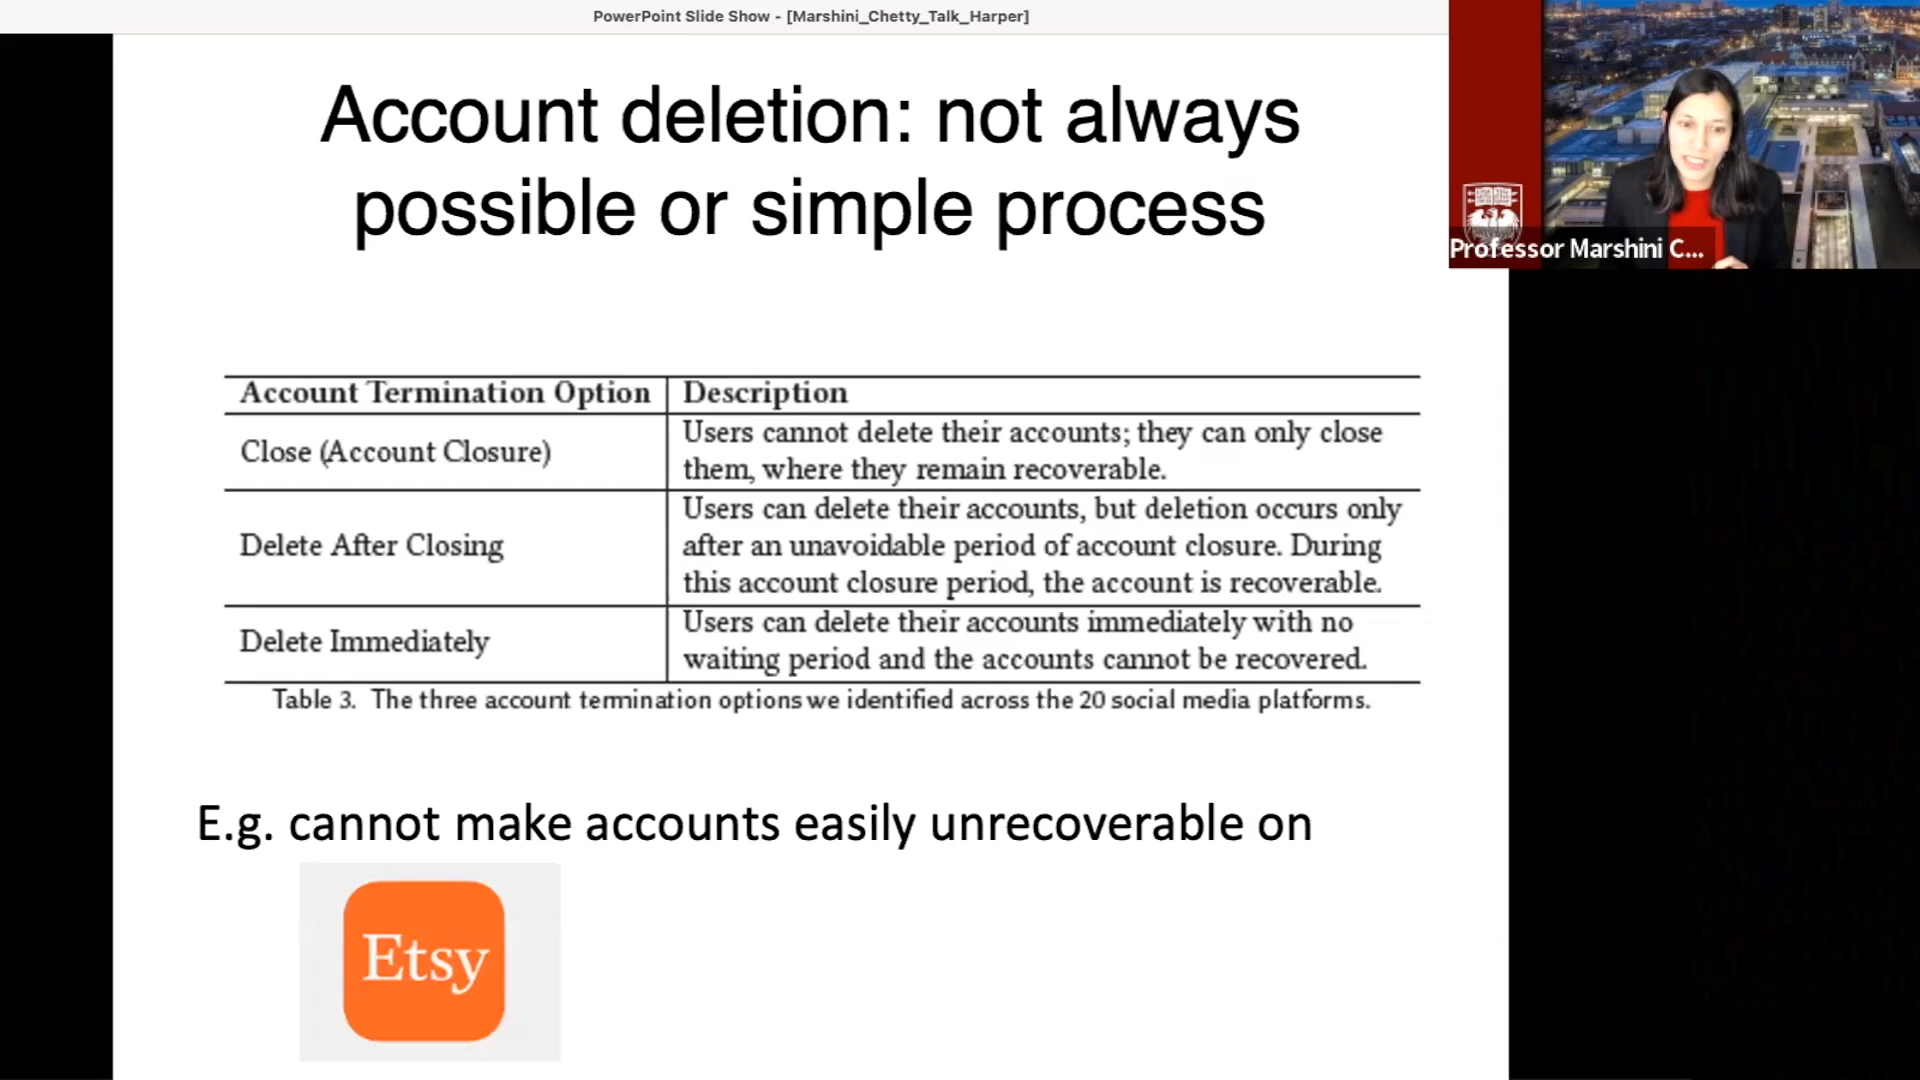 PowerPoint Slide Show - [Marshini_Chetty_Talk_Harper]
Account deletion: not always
possible or simple process
Professor Marshini C...
Account Termination Option Description
Close (Account Closure) Users cannot delete their accounts; they can only close
them, where they remain recoverable.
Delete After Closing Users can delete their accounts, but deletion occurs only
after an unavoidable period of account closure. During
this account closure period, the account is recoverable.
Delete Immediately Users can delete their accounts immediately with no
waiting period and the accounts cannot be recovered.
Table 3. The three account termination options we identified across the 20 social media platforms.
E.g. cannot make accounts easily unrecoverable on
Etsy